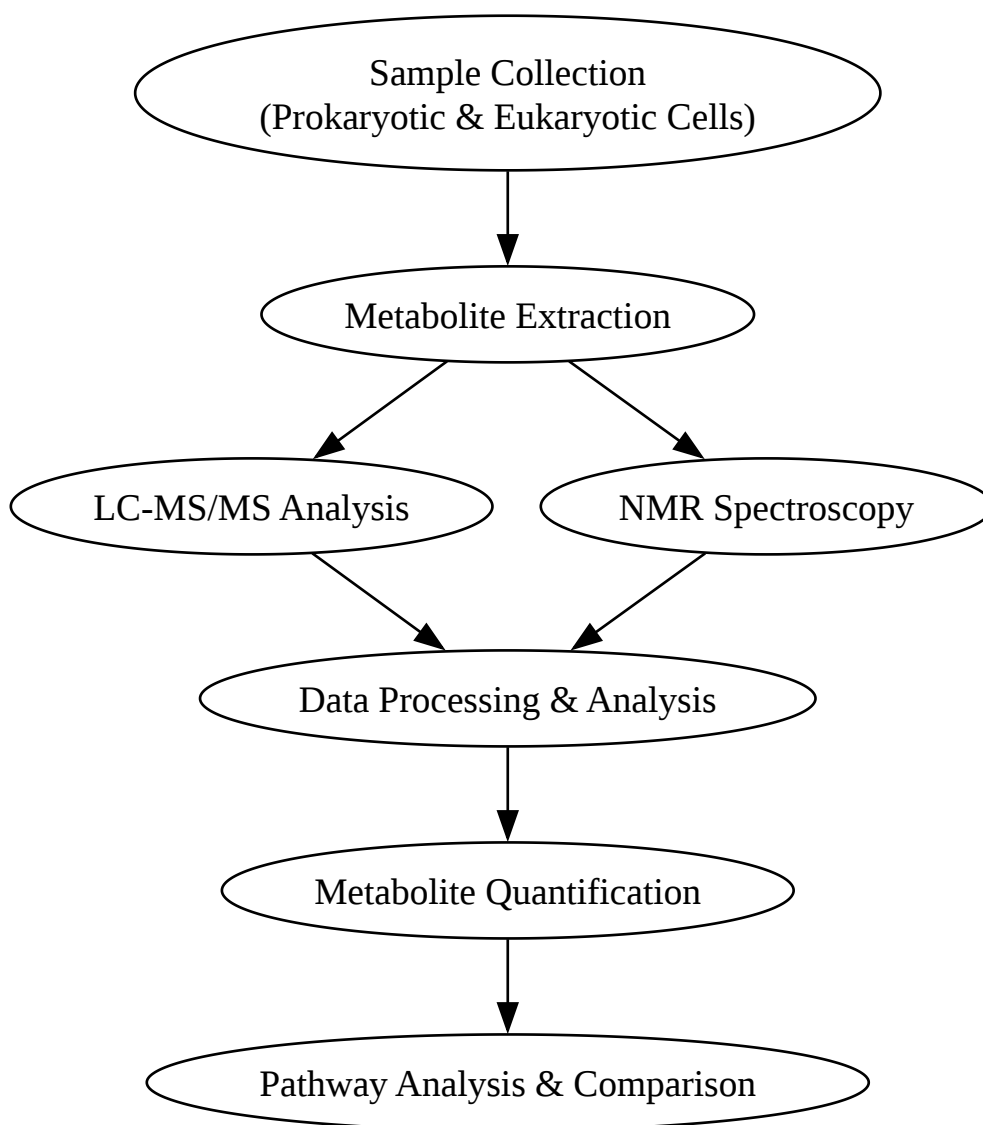 Sample Collection
(Prokaryotic & Eukaryotic Cells)
Metabolite Extraction
LC-MS/MS Analysis
NMR Spectroscopy
Data Processing & Analysis
Metabolite Quantification
Pathway Analysis & Comparison